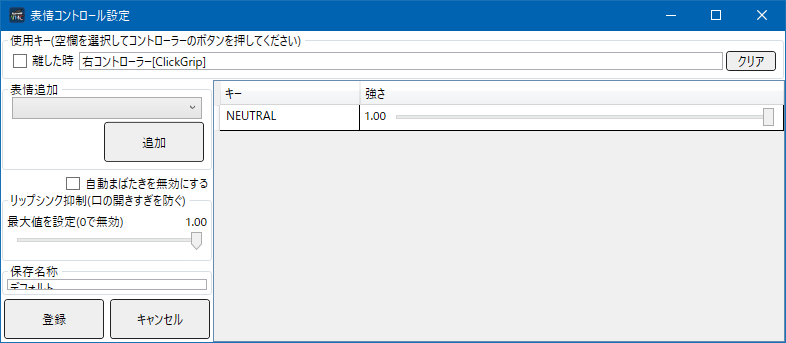 表情コントロール設定
使用キー(空欄を選択してコントローラーのボタンを押してください)
離した時 右コントローラー[ClickGrip] クリア
表情追加
追加
自動まばたきを無効にする
リップシンク抑制(口の開きすぎを防ぐ)
最大値を設定(0で無効) 1.00
保存名称
デフォルト
登録 キャンセル
キー 強さ
NEUTRAL 1.00